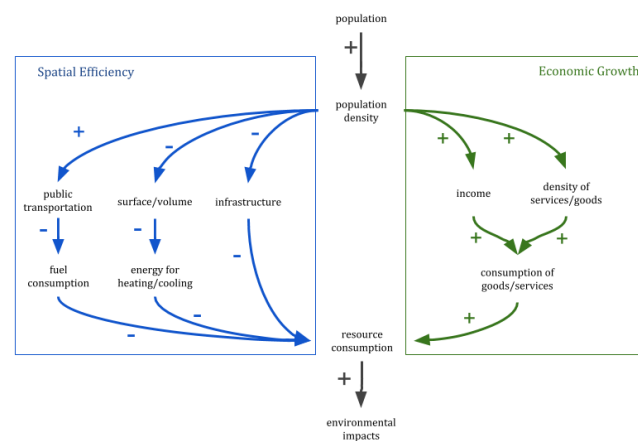 population
+
Spatial Efficiency
Economic Growth
population
density
+
-
-
+
+
public
transportation
surface/volume
infrastructure
income
density of
services/goods
-
-
-
+
+
fuel
consumption
energy for
heating/cooling
consumption of
goods/services
-
-
+
resource
consumption
+
environmental
impacts